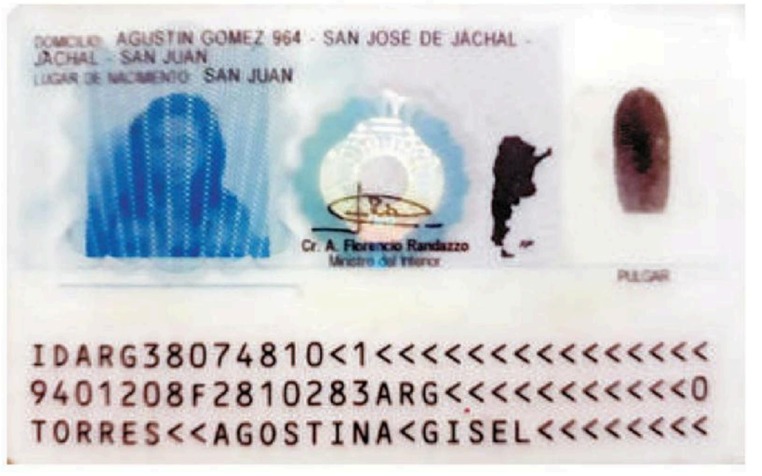 DOMICILIO: AGUSTIN GOMEZ 964 - SAN JOSE DE JACHAL -
JACHAL - SAN JUAN
LUGAR DE NACIMIENTO: SAN JUAN
Cr. A. Florencio Randazzo
Ministro del Interior
PULGAR
IDARG38074810<1<<<<<<<<<<<<<<<
9401208F2810283ARG<<<<<<<<<<<0
TORRES<<AGOSTINA<GISEL<<<<<<<<